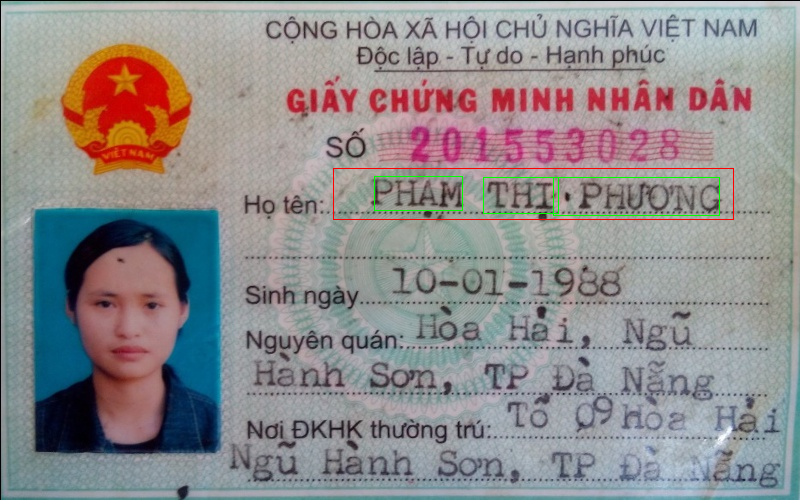 CỘNG HÒA XÃ HỘI CHỦ NGHĨA VIỆT NAM
Độc lập - Tự do - Hạnh phúc
GIẤY CHỨNG MINH NHÂN DÂN
VIỆT NAM
SỐ 201553028
Họ tên: PHẠM THỊ PHƯƠNG
Sinh ngày 10-01-1988
Nguyên quán: Hòa Hải, Ngũ
Hành Sơn, TP Đà Nẵng
Nơi ĐKHK thường trú: Tổ 09 Hòa Hải
Ngũ Hành Sơn, TP Đà Nẵng